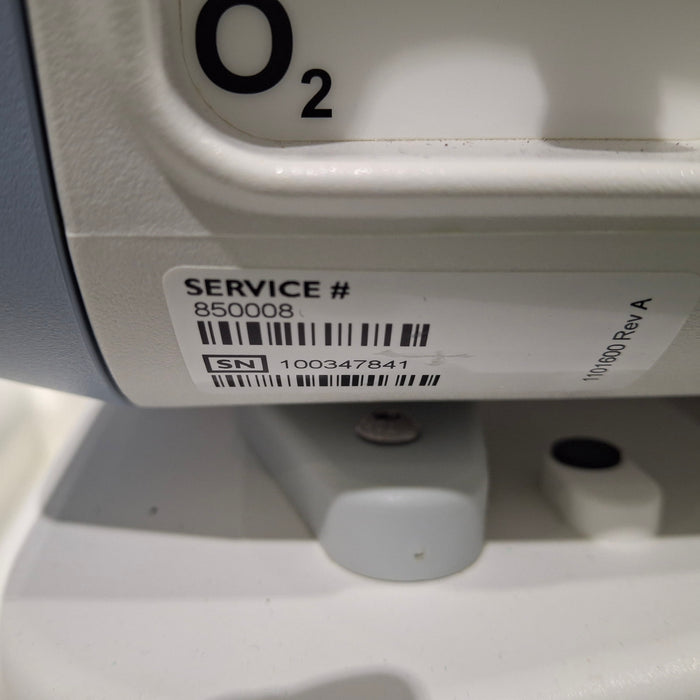 O2
SERVICE #
850008
SN 100347841
1101600 Rev A